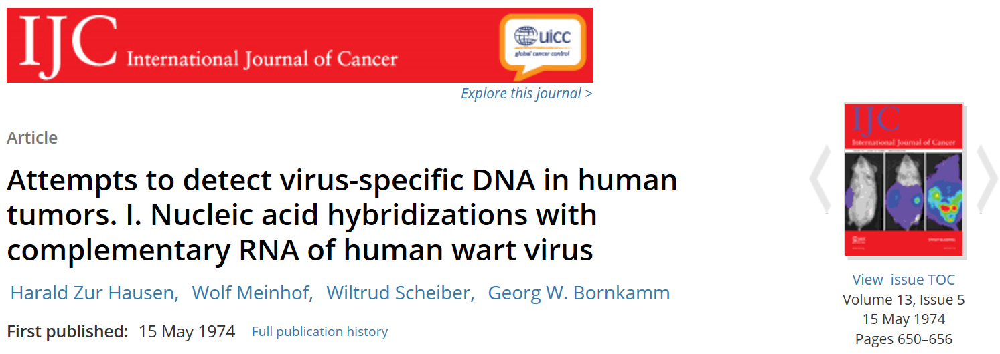 IJC International Journal of Cancer
uicc
global cancer control
Explore this journal >
Article
Attempts to detect virus-specific DNA in human
tumors. I. Nucleic acid hybridizations with
complementary RNA of human wart virus
Harald Zur Hausen, Wolf Meinhof, Wiltrud Scheiber, Georg W. Bornkamm
First published: 15 May 1974 Full publication history
IJC
International Journal of Cancer
View issue TOC
Volume 13, Issue 5
15 May 1974
Pages 650–656